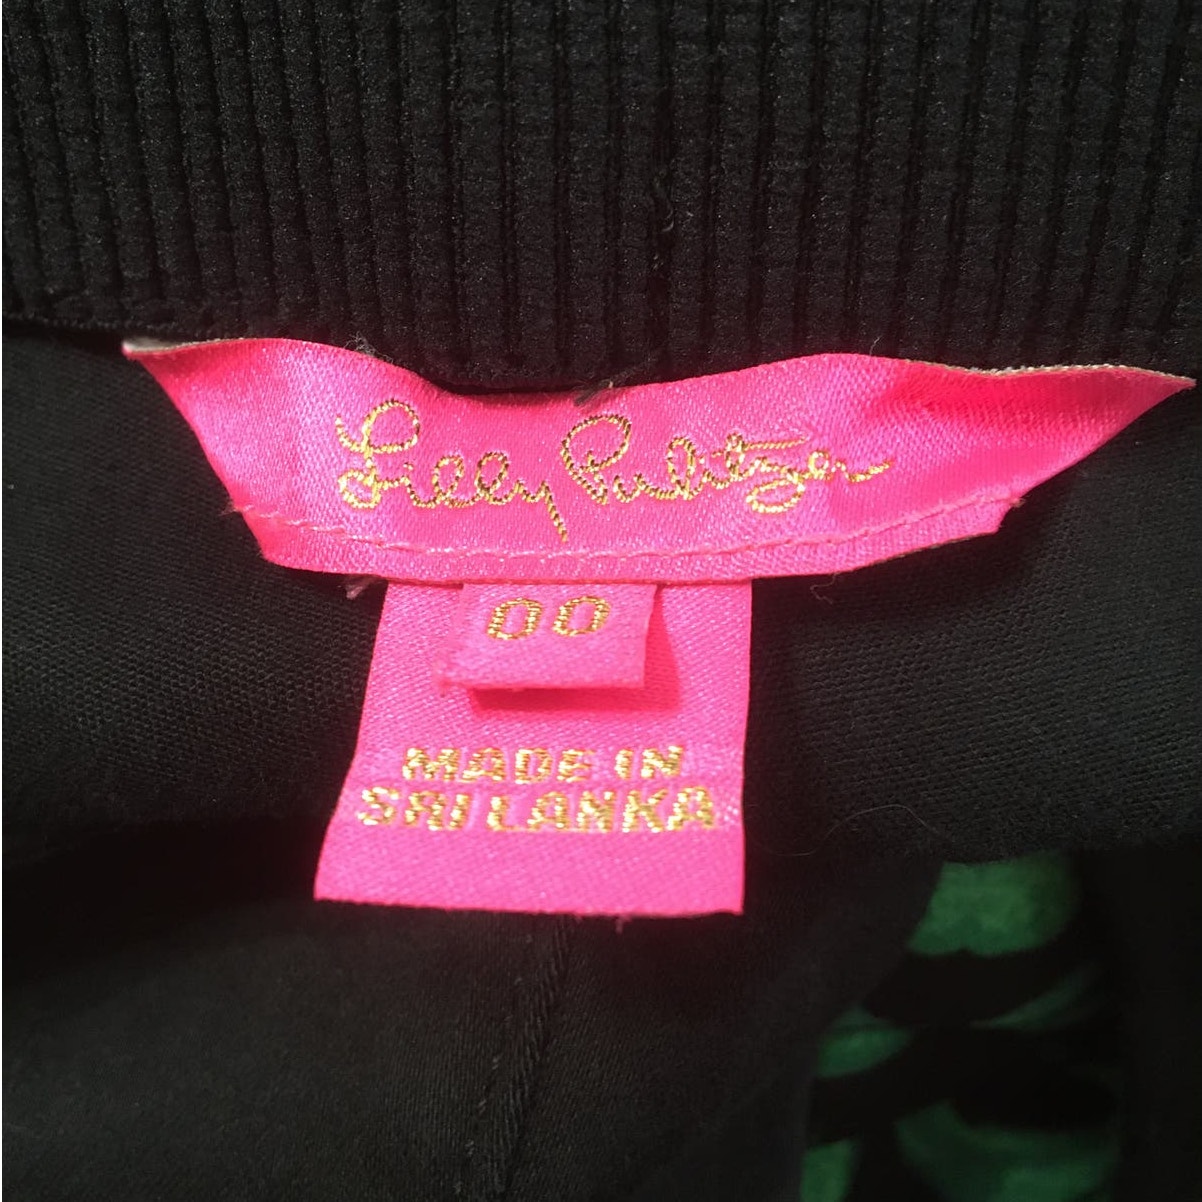 Lilly Pulitzer
00
MADE IN
SRI LANKA